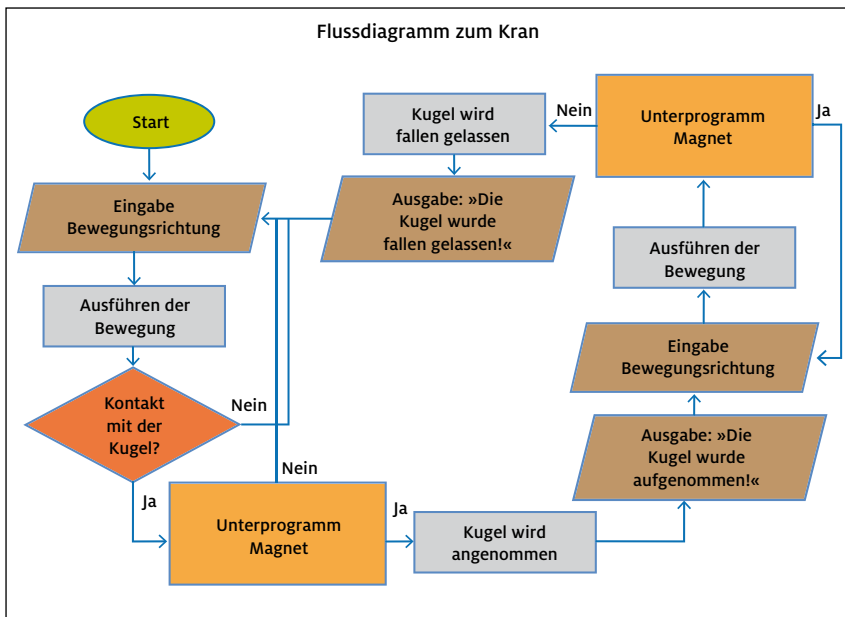 Flussdiagramm zum Kran
Start
Eingabe
Bewegungsrichtung
Ausführen der
Bewegung
Kontakt
mit der
Kugel?
Nein
Ja
Unterprogramm
Magnet
Nein
Ja
Kugel wird
angenommen
Ausgabe: »Die
Kugel wurde
aufgenommen!«
Eingabe
Bewegungsrichtung
Ausführen der
Bewegung
Unterprogramm
Magnet
Ja
Nein
Kugel wird
fallen gelassen
Ausgabe: »Die
Kugel wurde
fallen gelassen!«